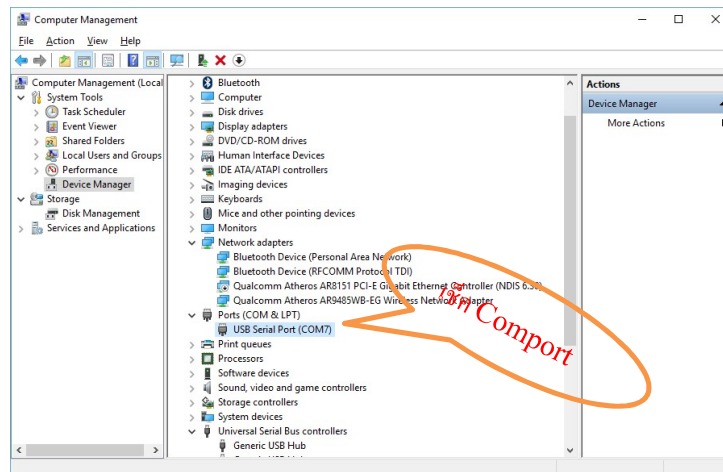 Computer Management
File Action View Help
Computer Management (Local
System Tools
Task Scheduler
Event Viewer
Shared Folders
Local Users and Groups
Performance
Device Manager
Storage
Disk Management
Services and Applications
Bluetooth
Computer
Disk drives
Display adapters
DVD/CD-ROM drives
Human Interface Devices
IDE ATA/ATAPI controllers
Imaging devices
Keyboards
Mice and other pointing devices
Monitors
Network adapters
Bluetooth Device (Personal Area Network)
Bluetooth Device (RFCOMM Protocol TDI)
Qualcomm Atheros AR8151 PCI-E Gigabit Ethernet Controller (NDIS 6.30)
Qualcomm Atheros AR9485WB-EG Wireless Network Adapter
Ports (COM & LPT)
USB Serial Port (COM7)
Print queues
Processors
Software devices
Sound, video and game controllers
Storage controllers
System devices
Universal Serial Bus controllers
Generic USB Hub
Actions
Device Manager
More Actions
เช็ก Comport